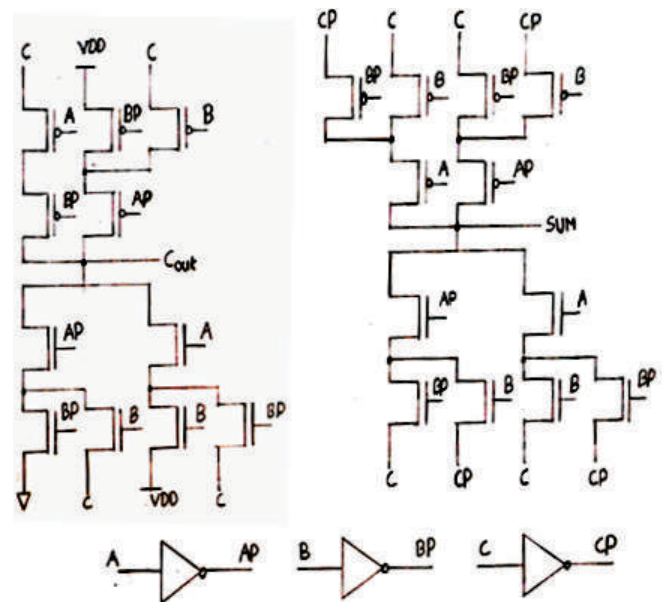 CP C C CP
C VDD C
BP B BP B
A BP B
A AP
BP AP
SUM
Cout
AP A
AP A
BP B B BP
BP B B BP
C CP C CP
C VDD C
A AP B BP C CP